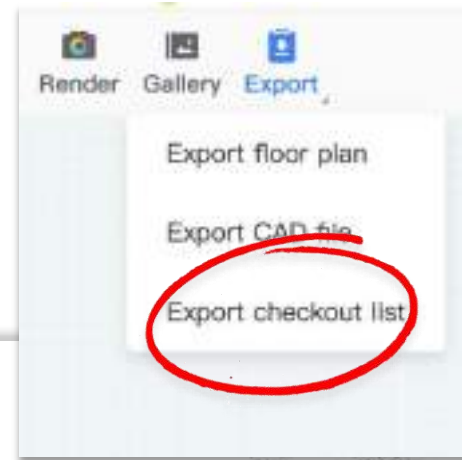 Render Gallery Export
Export floor plan
Export CAD file
Export checkout list